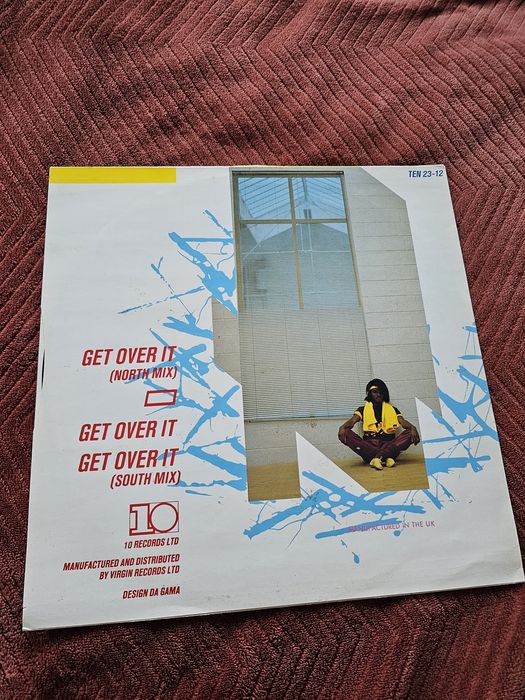 TEN 23-12
GET OVER IT
(NORTH MIX)
GET OVER IT
GET OVER IT
(SOUTH MIX)
10
10 RECORDS LTD
MANUFACTURED AND DISTRIBUTED
BY VIRGIN RECORDS LTD
DESIGN DA GAMA
MANUFACTURED IN THE UK